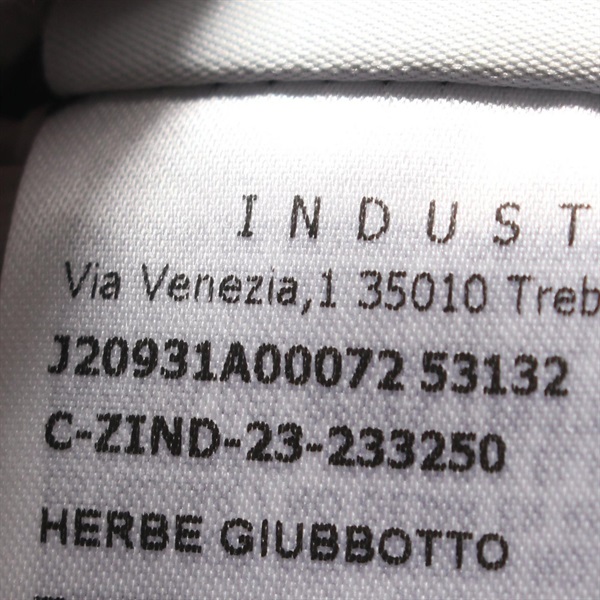 I N D U S T
Via Venezia,1 35010 Treb
J20931A00072 53132
C-ZIND-23-233250
HERBE GIUBBOTTO